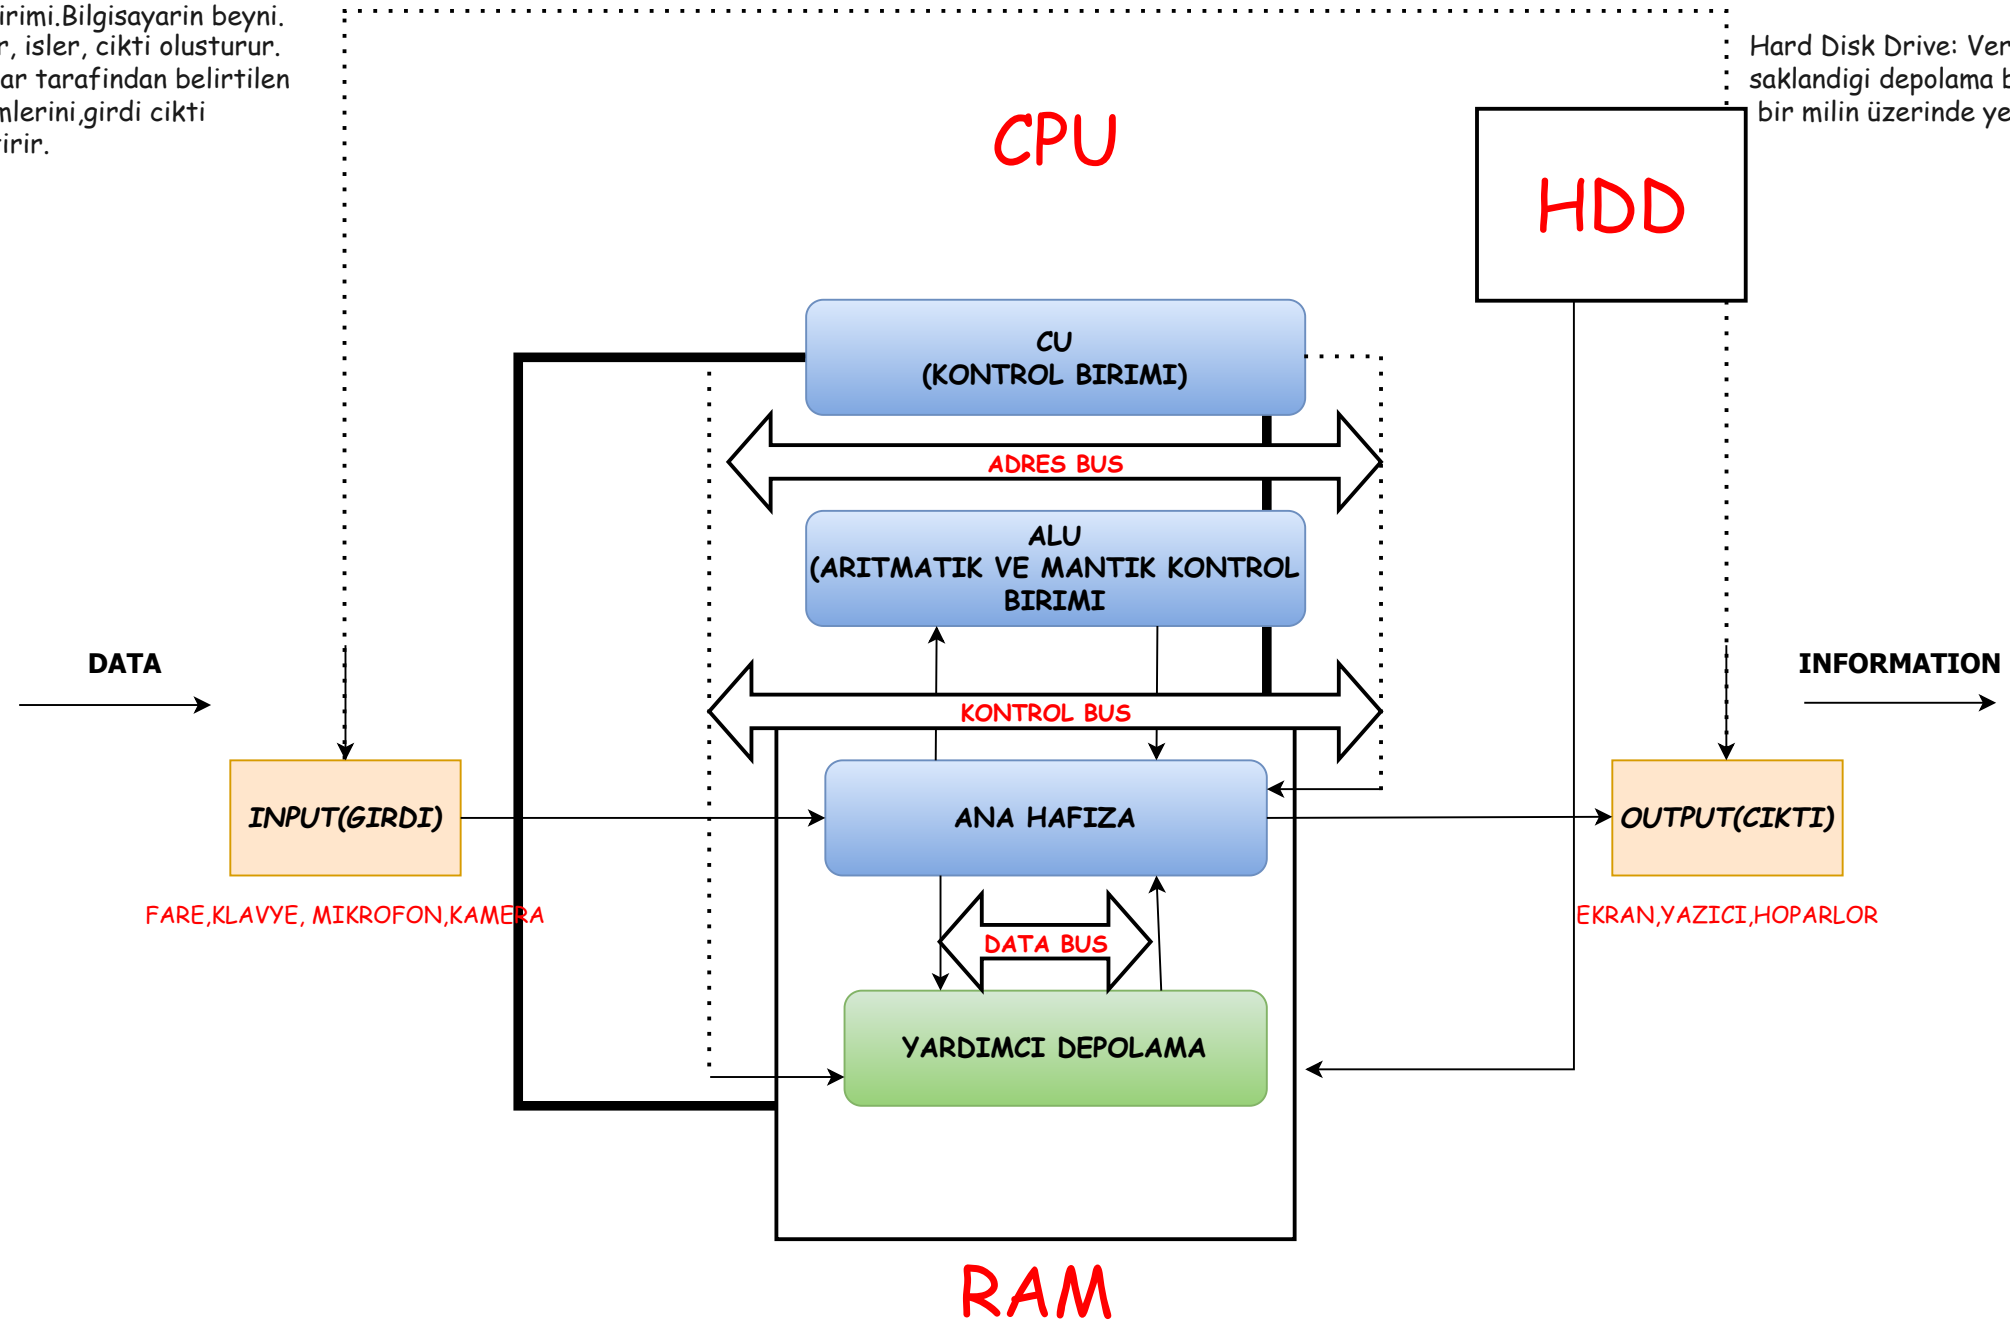 irimi.Bilgisayarin beyni.
r, isler, cikti olusturur.
ar tarafindan belirtilen
mlerini,girdi cikti
irir.
Hard Disk Drive: Ver
saklandigi depolama b
bir milin üzerinde ye
CPU
HDD
CU
(KONTROL BIRIMI)
ADRES BUS
ALU
(ARITMATIK VE MANTIK KONTROL
BIRIMI
DATA
INFORMATION
KONTROL BUS
INPUT(GIRDI)
ANA HAFIZA
OUTPUT(CIKTI)
FARE,KLAVYE, MIKROFON,KAMERA
EKRAN,YAZICI,HOPARLOR
DATA BUS
YARDIMCI DEPOLAMA
RAM